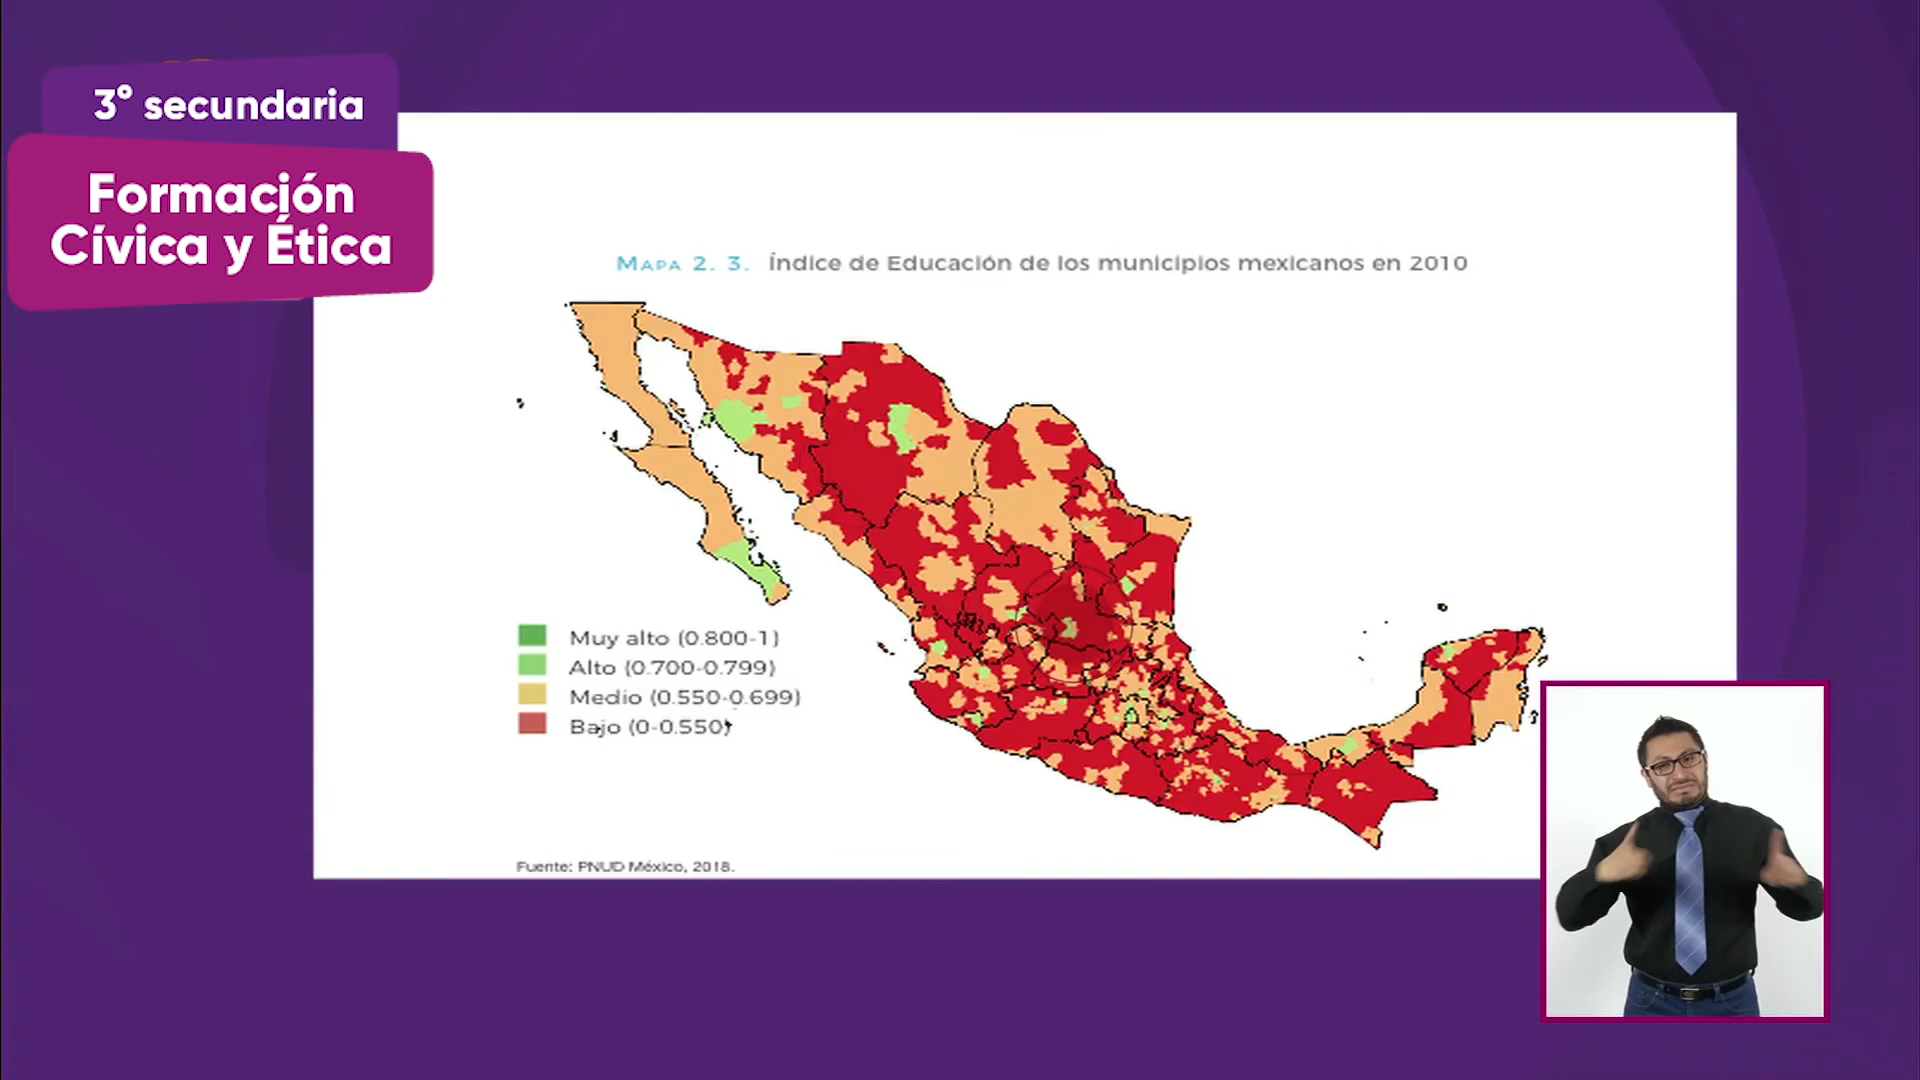 3° secundaria
Formación
Cívica y Ética
MAPA 2. 3. Índice de Educación de los municipios mexicanos en 2010
Muy alto (0.800-1)
Alto (0.700-0.799)
Medio (0.550-0.699)
Bajo (0-0.550)
Fuente: PNUD México, 2018.